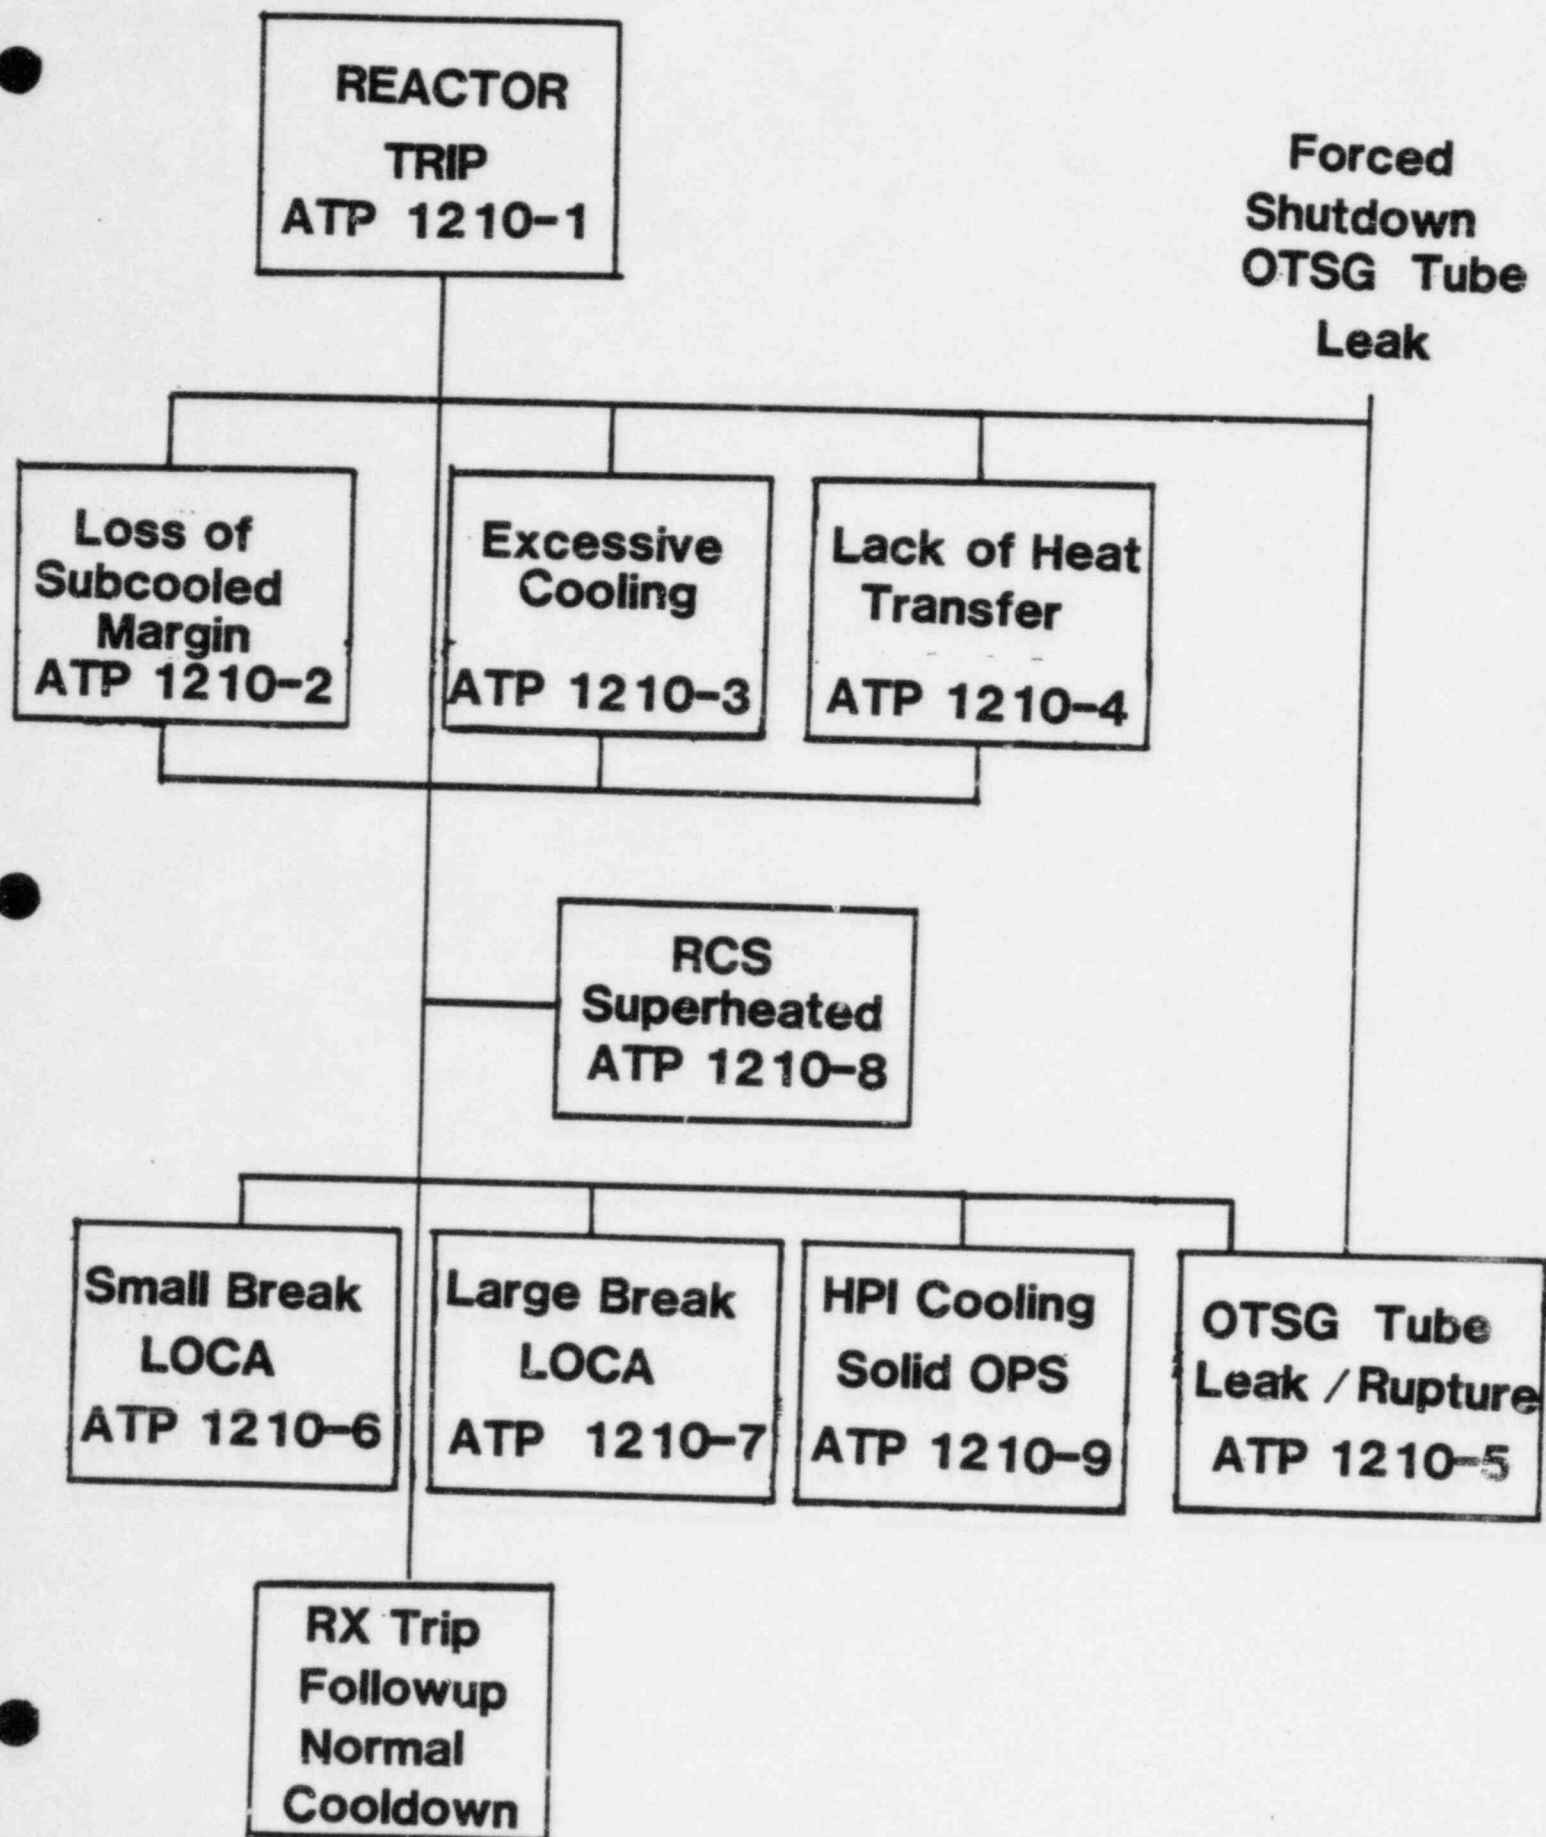 REACTOR
TRIP
ATP 1210-1
Forced
Shutdown
OTSG Tube
Leak
Loss of
Subcooled
Margin
ATP 1210-2
Excessive
Cooling
ATP 1210-3
Lack of Heat
Transfer
ATP 1210-4
RCS
Superheated
ATP 1210-8
Small Break
LOCA
ATP 1210-6
Large Break
LOCA
ATP 1210-7
HPI Cooling
Solid OPS
ATP 1210-9
OTSG Tube
Leak / Rupture
ATP 1210-5
RX Trip
Followup
Normal
Cooldown